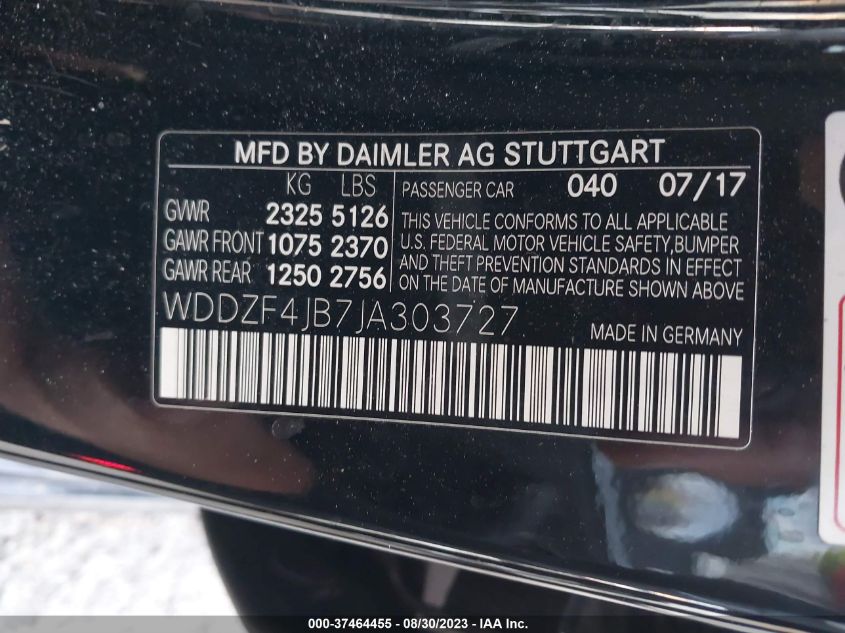 MFD BY DAIMLER AG STUTTGART
KG LBS
GVWR 2325 5126
GAWR FRONT 1075 2370
GAWR REAR 1250 2756
PASSENGER CAR 040 07/17
THIS VEHICLE CONFORMS TO ALL APPLICABLE
U.S. FEDERAL MOTOR VEHICLE SAFETY,BUMPER
AND THEFT PREVENTION STANDARDS IN EFFECT
ON THE DATE OF MANUFACTURE SHOWN ABOVE
WDDZF4JB7JA303727
MADE IN GERMANY
000-37464455 - 08/30/2023 - IAA Inc.